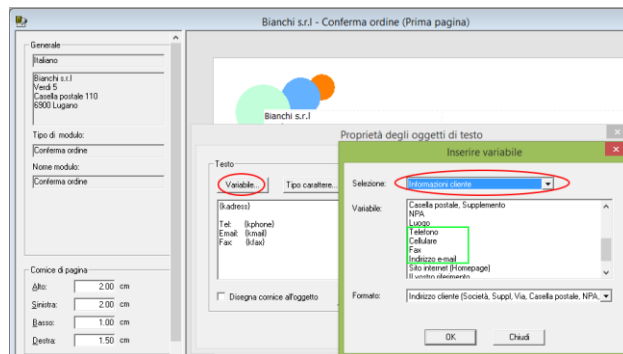 Bianchi s.r.l - Conferma ordine (Prima pagina)
Generale
Italiano
Bianchi s.r.l
Verdi 5
Casella postale 110
6900 Lugano
Tipo di modulo:
Conferma ordine
Nome modulo:
Conferma ordine
Cornice di pagina
Alto: 2.00 cm
Sinistra: 2.00 cm
Basso: 1.00 cm
Destra: 1.50 cm
Bianchi s.r.l
Proprietà degli oggetti di testo
Testo
Variabile... Tipo carattere...
{kadress}
Tel: {kphone}
Email: {kmail}
Fax: {kfax}
Disegna cornice all'oggetto
Inserire variabile
Selezione: Informazioni cliente
Variabile:
Casella postale, Supplemento
NPA
Luogo
Telefono
Cellulare
Fax
Indirizzo e-mail
Sito internet (Homepage)
Il vostro riferimento
Formato: Indirizzo cliente (Società, Suppl, Via, Casella postale, NPA,
OK Chiudi